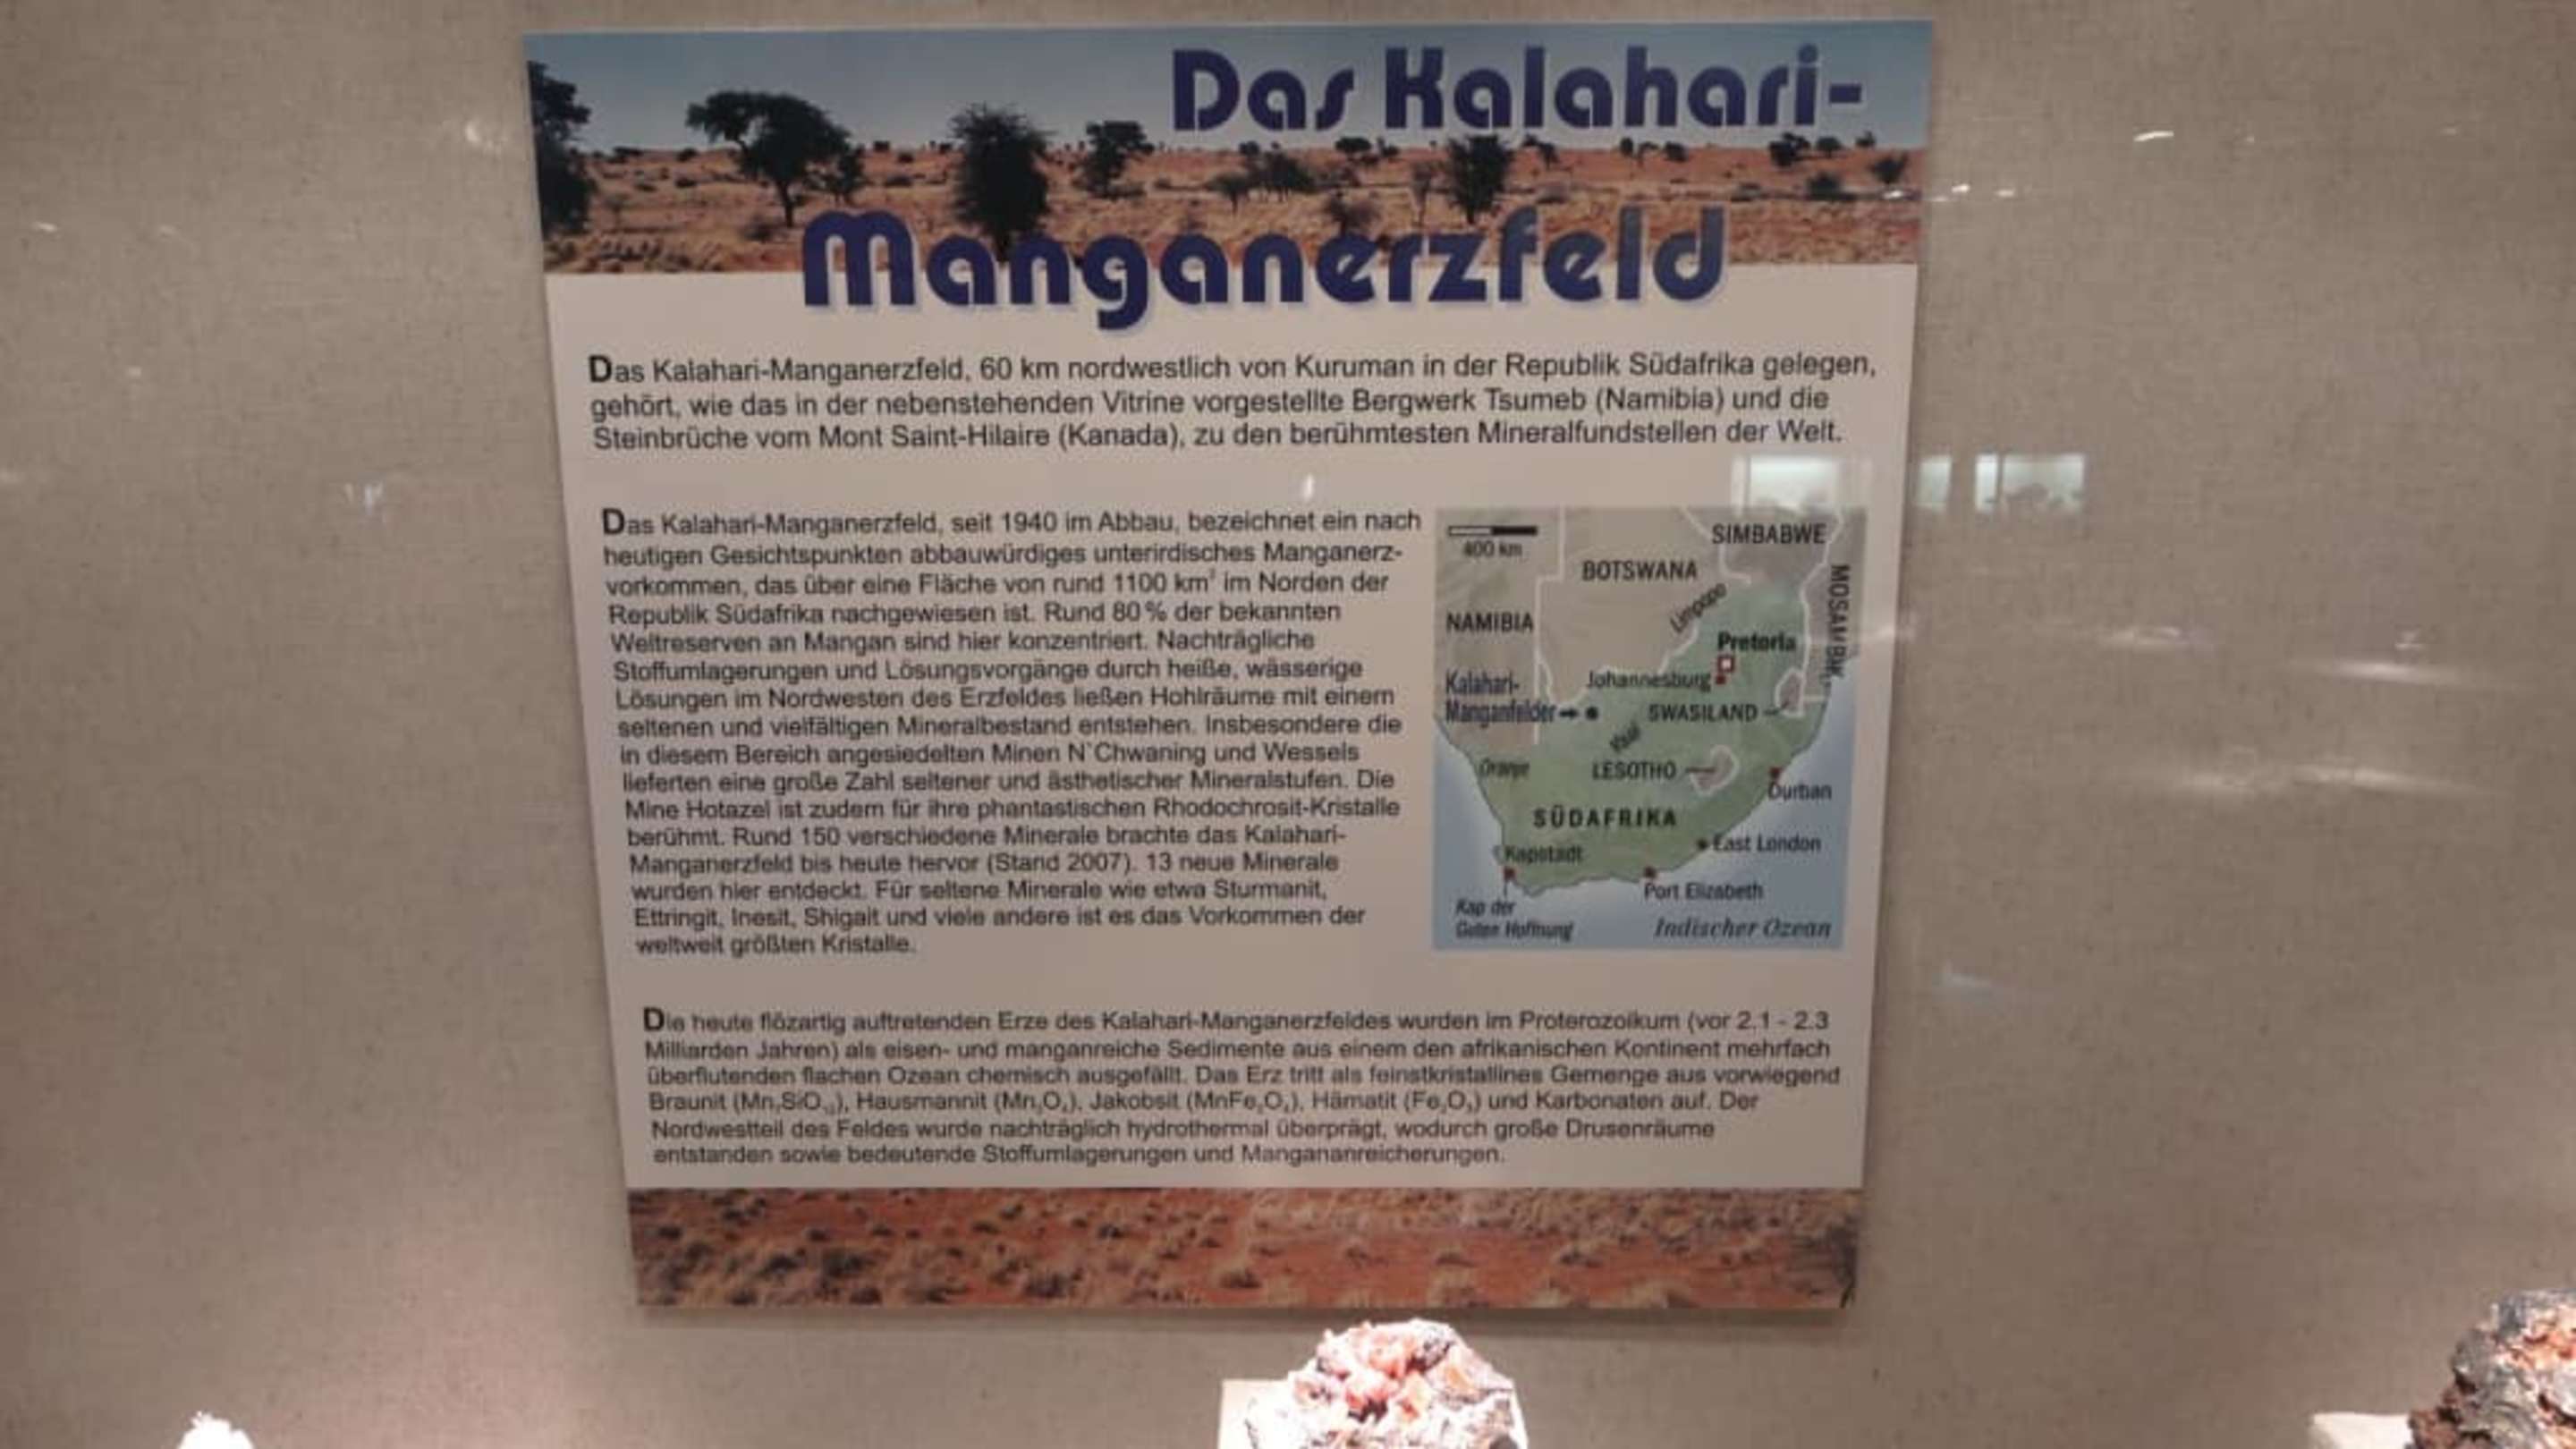 Das Kalahari-
Manganerzfeld
Das Kalahari-Manganerzfeld, 60 km nordwestlich von Kuruman in der Republik Südafrika gelegen,
gehört, wie das in der nebenstehenden Vitrine vorgestellte Bergwerk Tsumeb (Namibia) und die
Steinbrüche vom Mont Saint-Hilaire (Kanada), zu den berühmtesten Mineralfundstellen der Welt.
Das Kalahari-Manganerzfeld, seit 1940 im Abbau, bezeichnet ein nach
heutigen Gesichtspunkten abbauwürdiges unterirdisches Manganerz-
vorkommen, das über eine Fläche von rund 1100 km² im Norden der
Republik Südafrika nachgewiesen ist. Rund 80 % der bekannten
Weltreserven an Mangan sind hier konzentriert. Nachträgliche
Stoffumlagerungen und Lösungsvorgänge durch heiße, wässerige
Lösungen im Nordwesten des Erzfeldes ließen Hohlräume mit einem
seltenen und vielfältigen Mineralbestand entstehen. Insbesondere die
in diesem Bereich angesiedelten Minen N`Chwaning und Wessels
lieferten eine große Zahl seltener und ästhetischer Mineralstufen. Die
Mine Hotazel ist zudem für ihre phantastischen Rhodochrosit-Kristalle
berühmt. Rund 150 verschiedene Minerale brachte das Kalahari-
Manganerzfeld bis heute hervor (Stand 2007). 13 neue Minerale
wurden hier entdeckt. Für seltene Minerale wie etwa Sturmanit,
Ettringit, Inesit, Shigait und viele andere ist es das Vorkommen der
weltweit größten Kristalle.
400 km
SIMBABWE
BOTSWANA
MOSAMBIK
Limpopo
NAMIBIA
Pretoria
Johannesburg
Kalahari-
Manganfelder
SWASILAND
Vaal
Oranje
LESOTHO
Durban
SÜDAFRIKA
East London
Kapstadt
Port Elizabeth
Kap der
Guten Hoffnung
Indischer Ozean
Die heute flözartig auftretenden Erze des Kalahari-Manganerzfeldes wurden im Proterozoikum (vor 2.1 - 2.3
Milliarden Jahren) als eisen- und manganreiche Sedimente aus einem den afrikanischen Kontinent mehrfach
überflutenden flachen Ozean chemisch ausgefällt. Das Erz tritt als feinstkristallines Gemenge aus vorwiegend
Braunit (Mn₇SiO₁₂), Hausmannit (Mn₃O₄), Jakobsit (MnFe₂O₄), Hämatit (Fe₂O₃) und Karbonaten auf. Der
Nordwestteil des Feldes wurde nachträglich hydrothermal überprägt, wodurch große Drusenräume
entstanden sowie bedeutende Stoffumlagerungen und Mangananreicherungen.